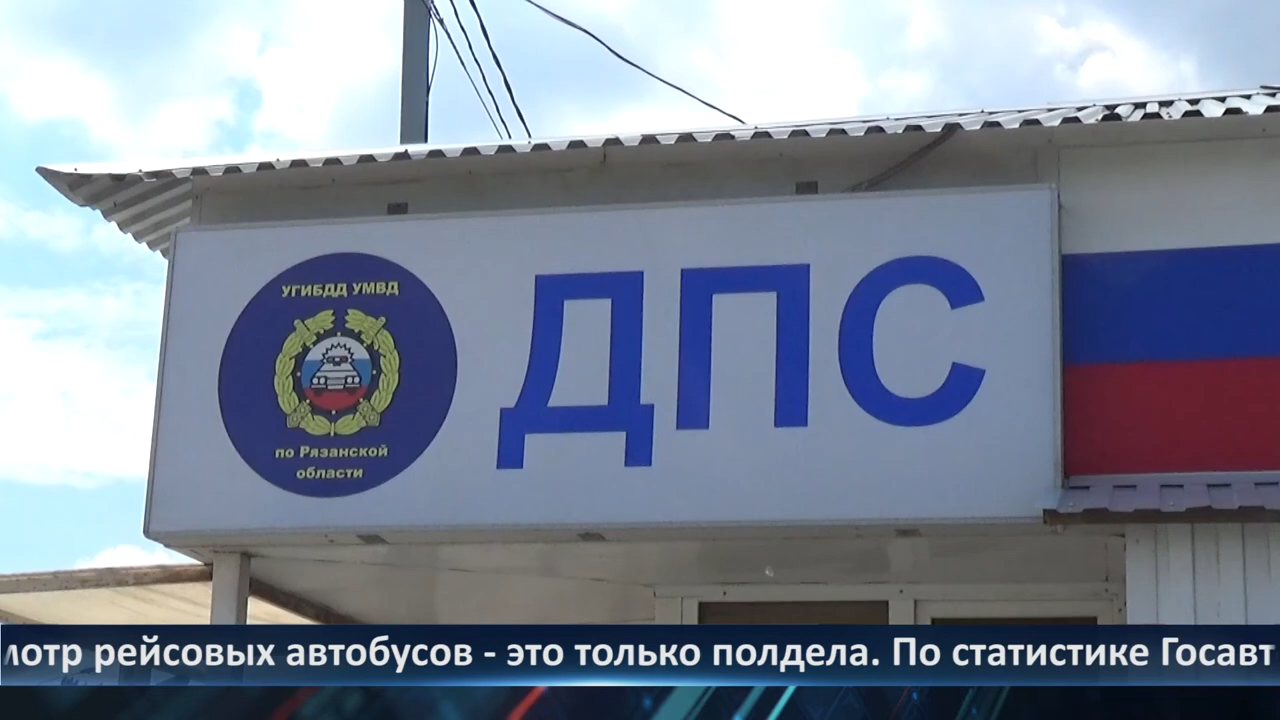 УГИБДД УМВД
по Рязанской
области
ДПС
мотр рейсовых автобусов - это только полдела. По статистике Госавт